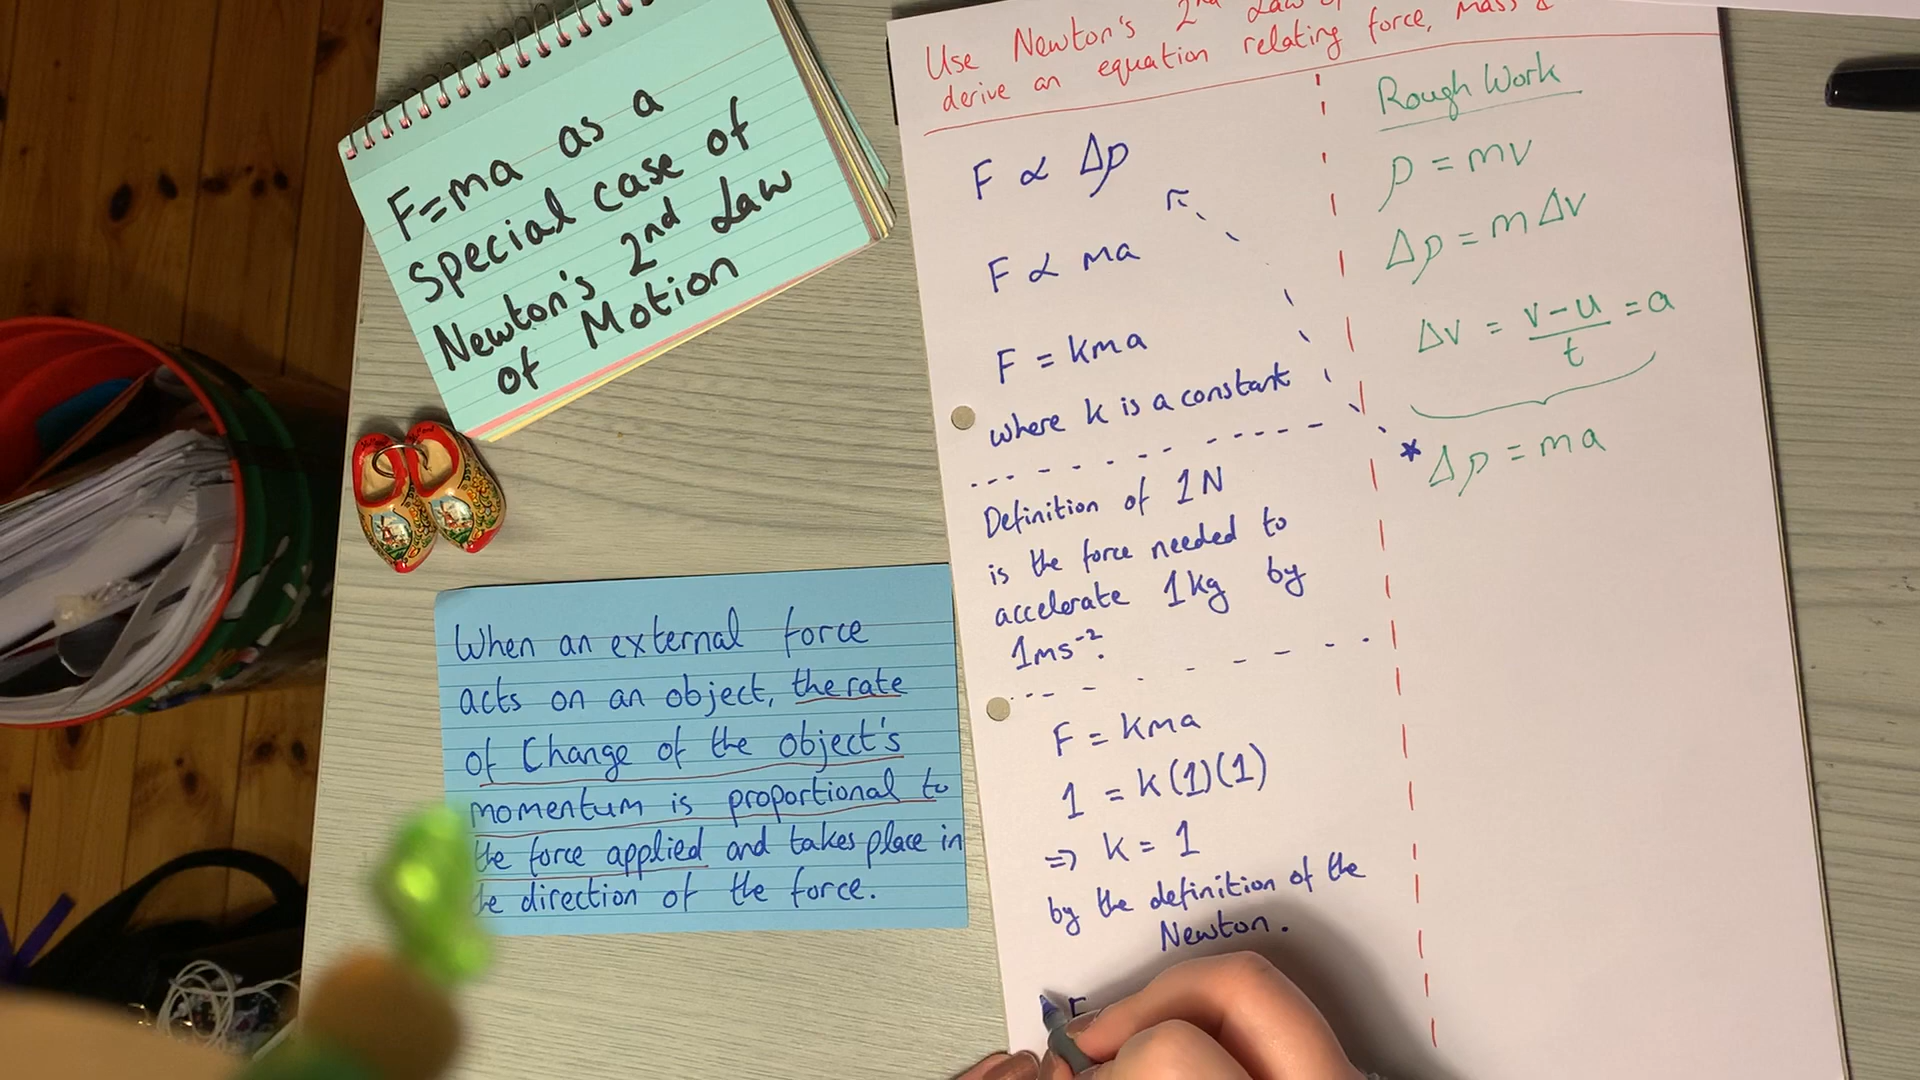 F=ma as a
special case of
Newton's 2nd Law
of Motion
When an external force
acts on an object, the rate
of Change of the object's
momentum is proportional to
the force applied and takes place in
the direction of the force.
Use Newton's 2nd Law of
derive an equation relating force, mass &
F ∝ Δp
F ∝ ma
F = kma
where k is a constant
Definition of 1N
is the force needed to
accelerate 1kg by
1ms⁻².
F = kma
1 = k(1)(1)
⇒ k = 1
by the definition of the
Newton.
F
Rough Work
p = mv
Δp = mΔv
Δv = (v-u)/t = a
* Δp = ma